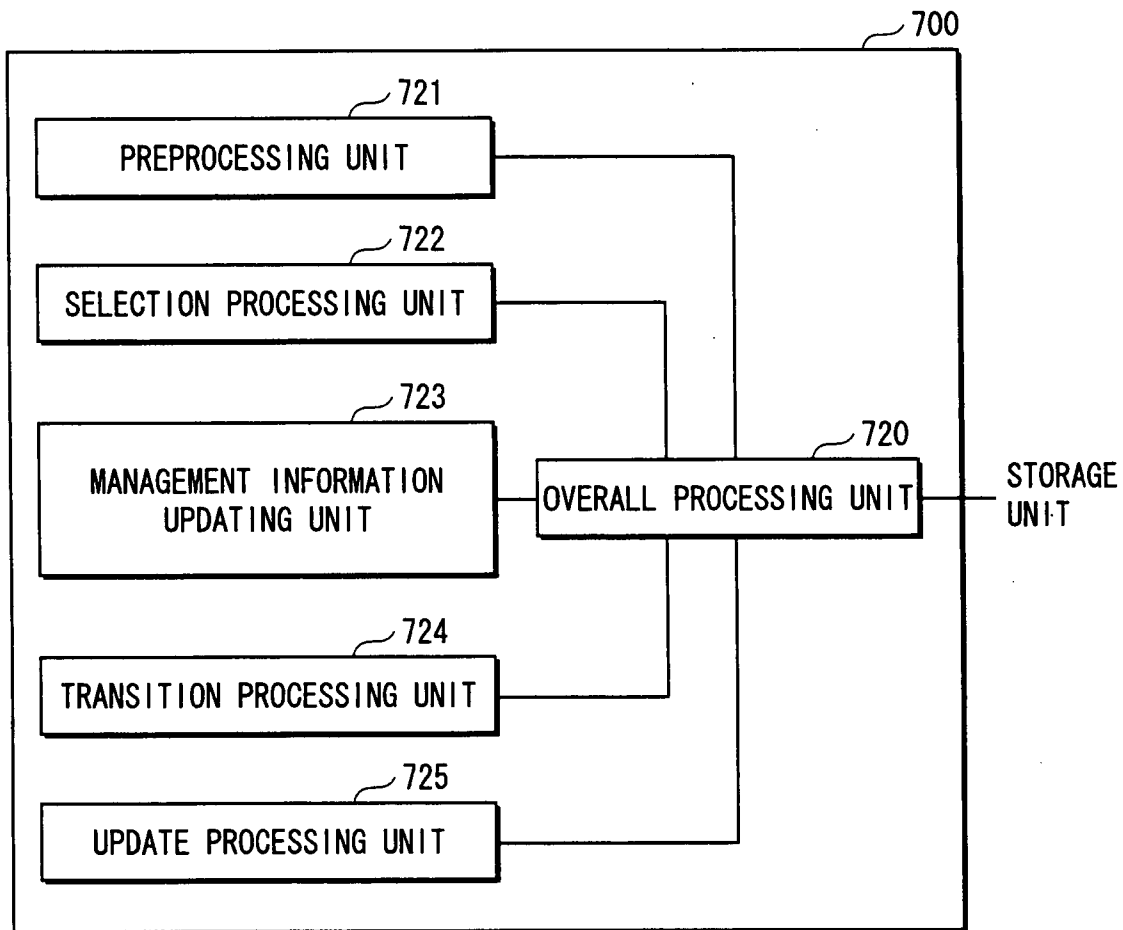 700
721
PREPROCESSING UNIT
722
SELECTION PROCESSING UNIT
723
MANAGEMENT INFORMATION
UPDATING UNIT
720
OVERALL PROCESSING UNIT
STORAGE
UNIT
724
TRANSITION PROCESSING UNIT
725
UPDATE PROCESSING UNIT